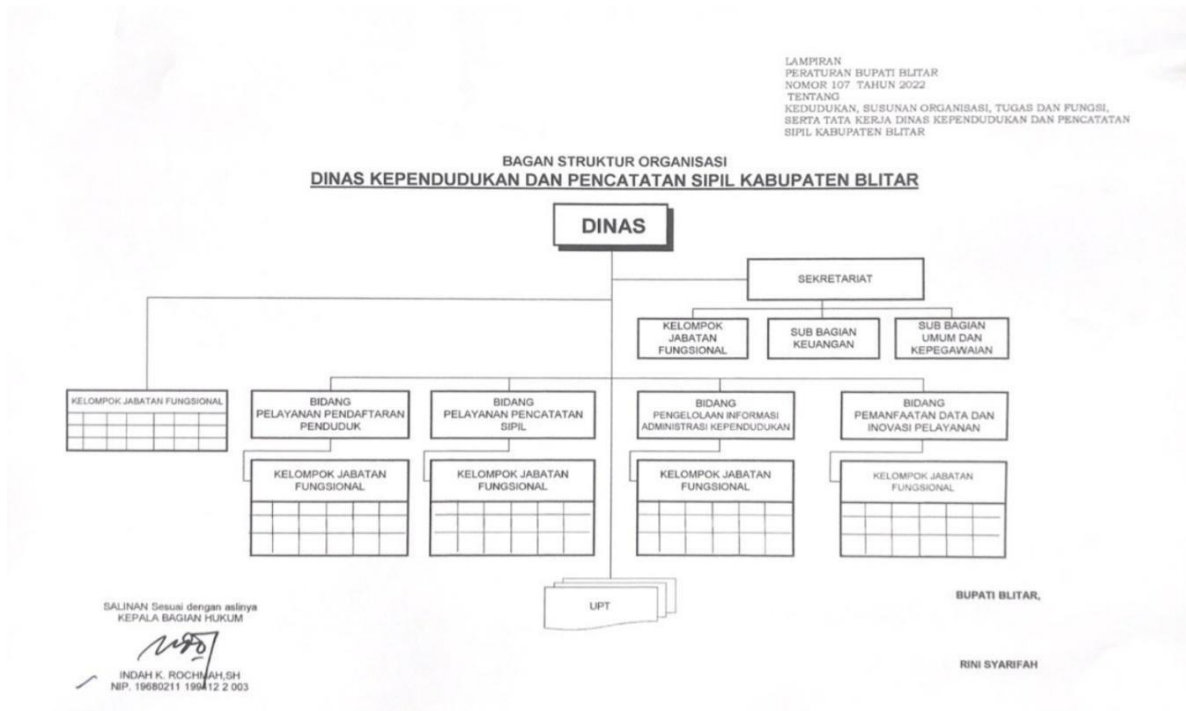 LAMPIRAN
PERATURAN BUPATI BLITAR
NOMOR 107 TAHUN 2022
TENTANG
KEDUDUKAN, SUSUNAN ORGANISASI, TUGAS DAN FUNGSI,
SERTA TATA KERJA DINAS KEPENDUDUKAN DAN PENCATATAN
SIPIL KABUPATEN BLITAR
BAGAN STRUKTUR ORGANISASI
DINAS KEPENDUDUKAN DAN PENCATATAN SIPIL KABUPATEN BLITAR
DINAS
SEKRETARIAT
KELOMPOK
JABATAN
FUNGSIONAL
SUB BAGIAN
KEUANGAN
SUB BAGIAN
UMUM DAN
KEPEGAWAIAN
KELOMPOK JABATAN FUNGSIONAL
BIDANG
PELAYANAN PENDAFTARAN
PENDUDUK
BIDANG
PELAYANAN PENCATATAN
SIPIL
BIDANG
PENGELOLAAN INFORMASI
ADMINISTRASI KEPENDUDUKAN
BIDANG
PEMANFAATAN DATA DAN
INOVASI PELAYANAN
KELOMPOK JABATAN
FUNGSIONAL
KELOMPOK JABATAN
FUNGSIONAL
KELOMPOK JABATAN
FUNGSIONAL
KELOMPOK JABATAN
FUNGSIONAL
UPT
SALINAN Sesuai dengan aslinya
KEPALA BAGIAN HUKUM
INDAH K. ROCHMAH,SH
NIP. 19680211 199412 2 003
BUPATI BLITAR,
RINI SYARIFAH